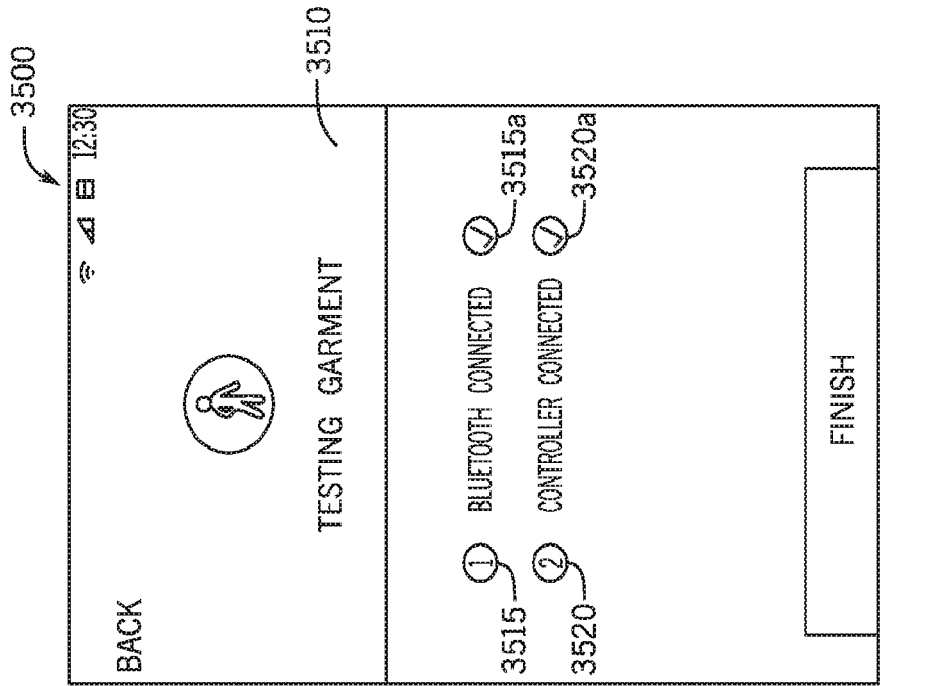 3500
12:30
BACK
3510
TESTING GARMENT
1 BLUETOOTH CONNECTED
3515 3515a
2 CONTROLLER CONNECTED
3520 3520a
FINISH